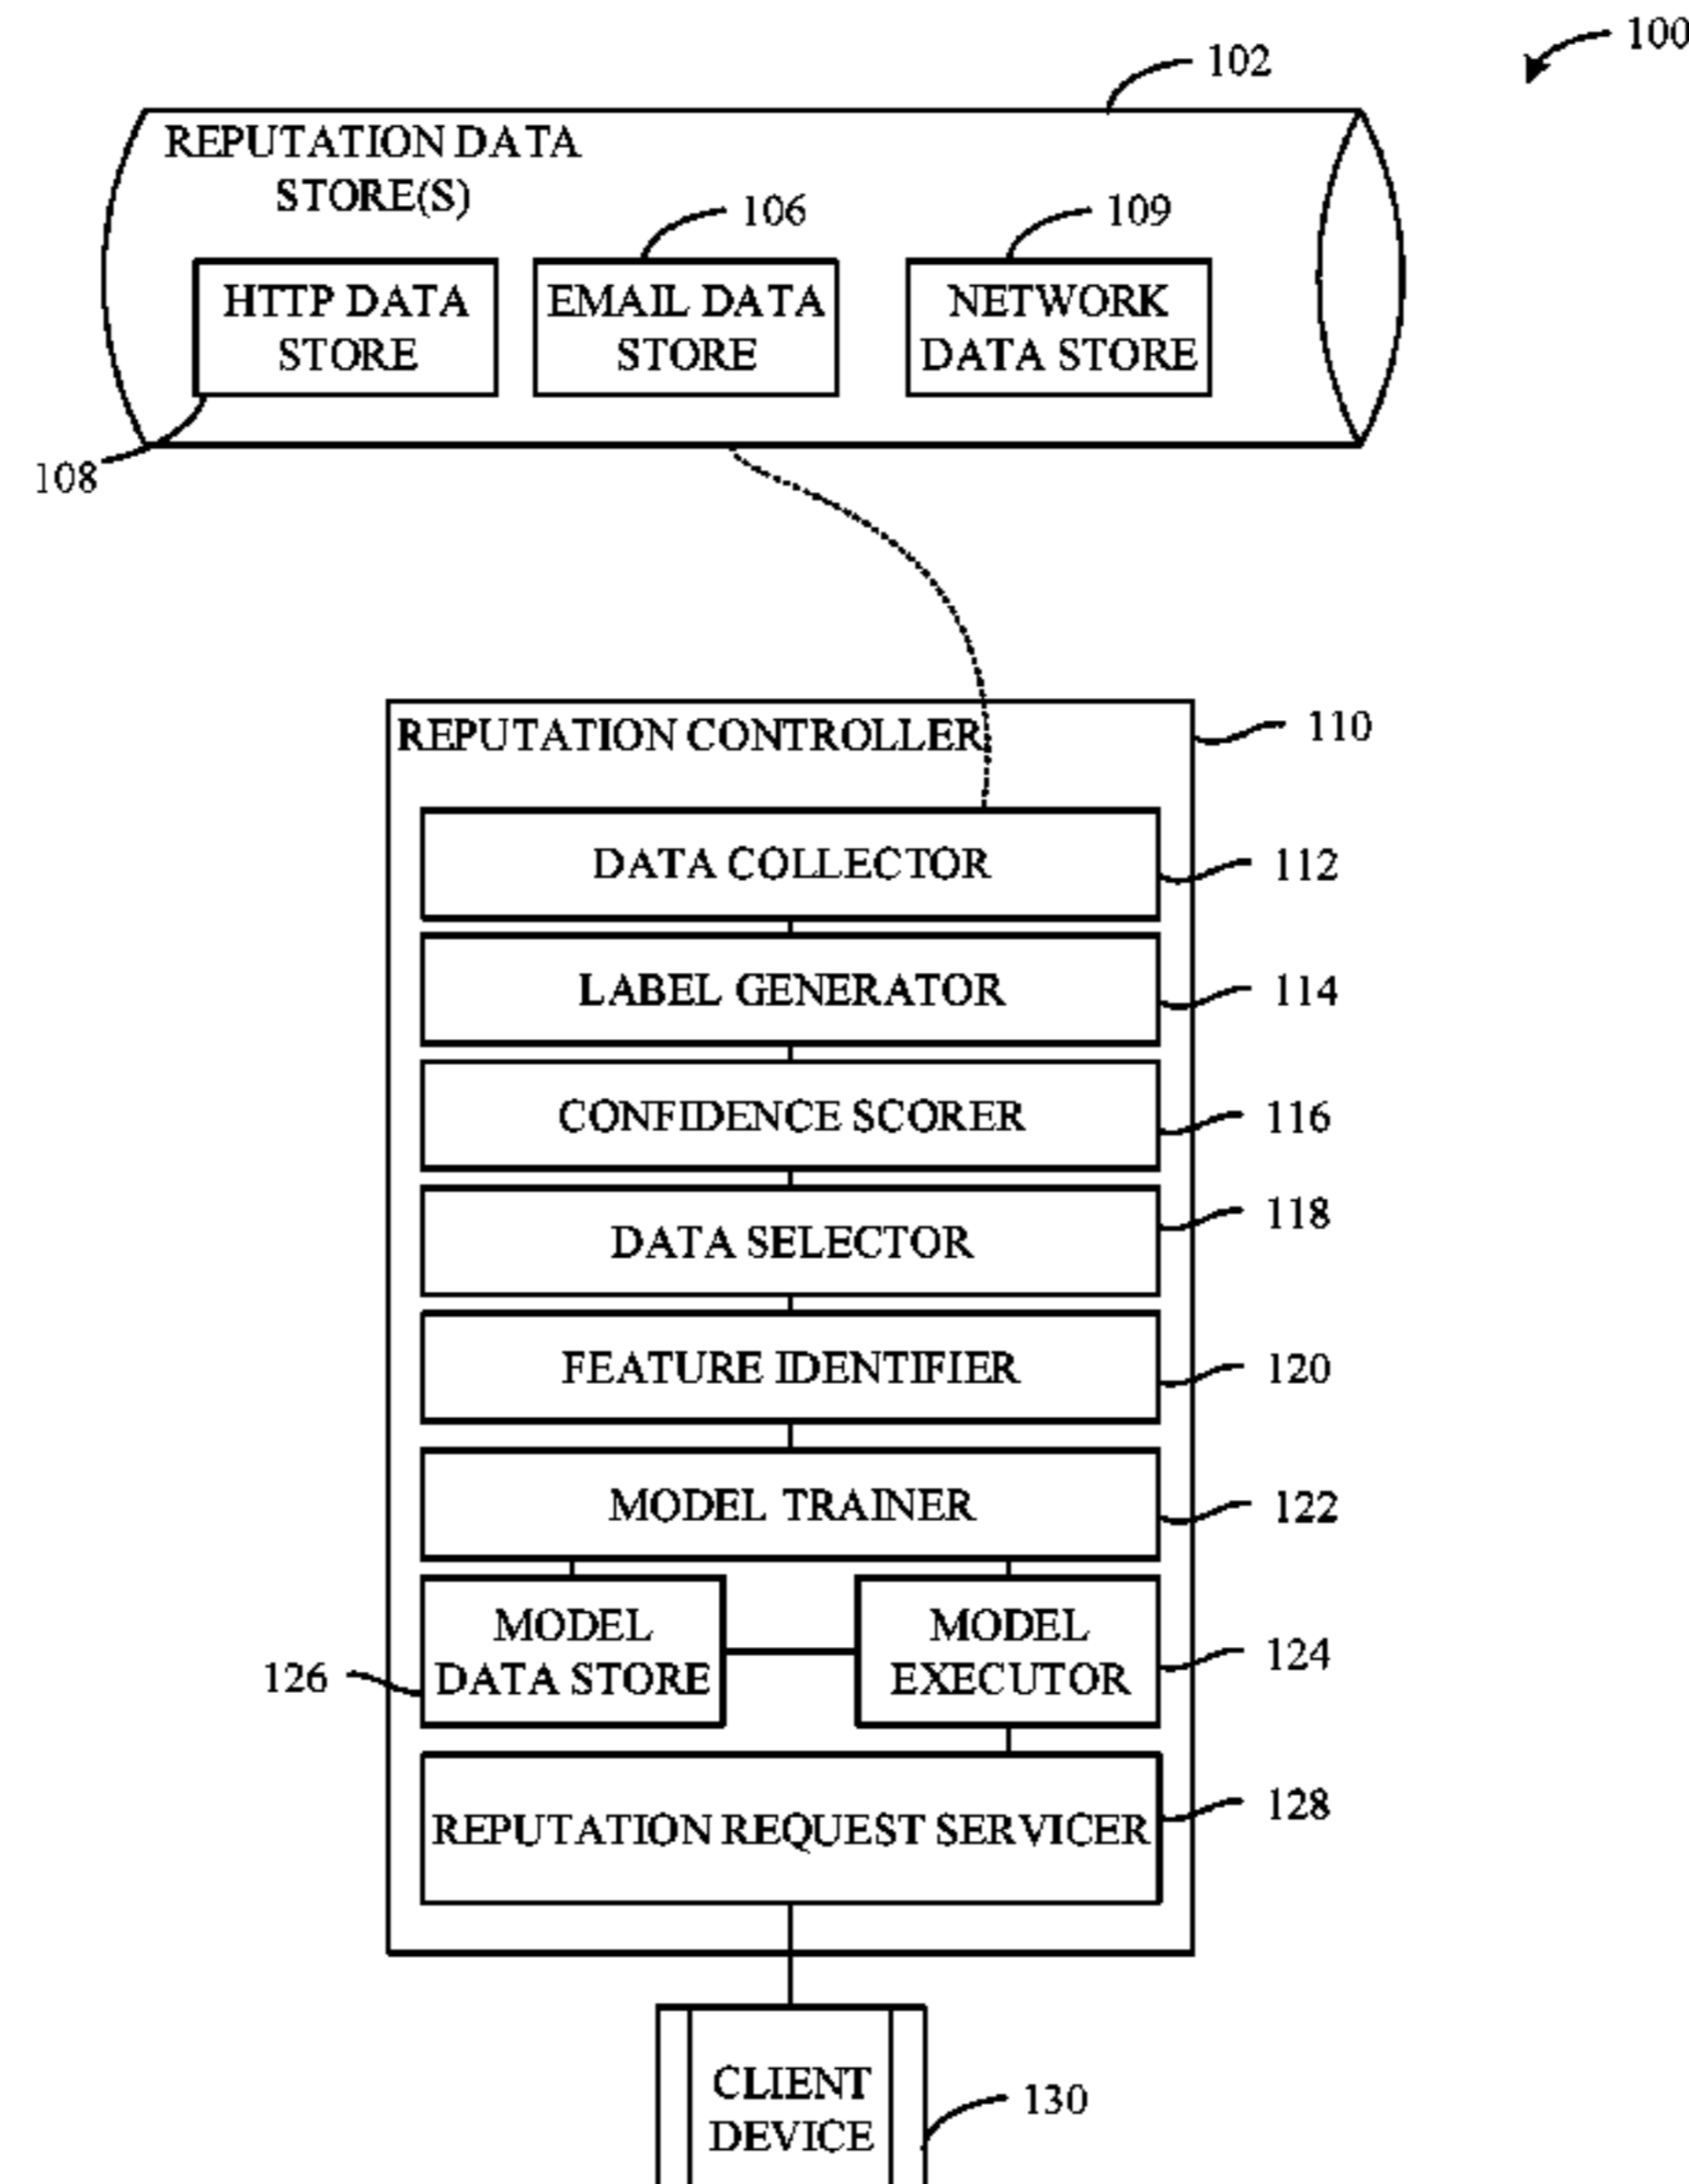 100
102
REPUTATION DATA
STORE(S)
106
109
HTTP DATA
STORE
EMAIL DATA
STORE
NETWORK
DATA STORE
108
REPUTATION CONTROLLER
110
DATA COLLECTOR
112
LABEL GENERATOR
114
CONFIDENCE SCORER
116
DATA SELECTOR
118
FEATURE IDENTIFIER
120
MODEL TRAINER
122
MODEL
DATA STORE
126
MODEL
EXECUTOR
124
REPUTATION REQUEST SERVICER
128
CLIENT
DEVICE
130